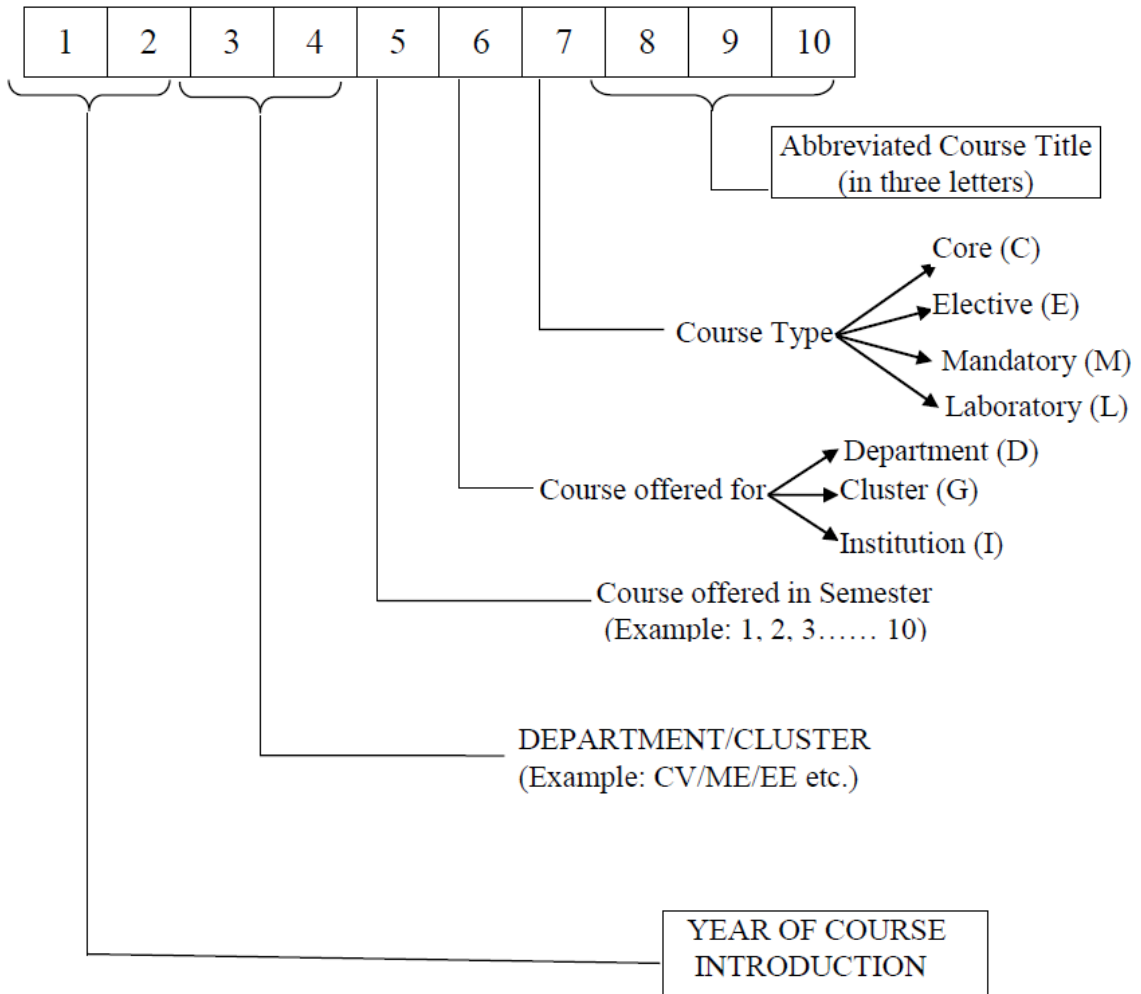 1 2 3 4 5 6 7 8 9 10
Abbreviated Course Title
(in three letters)
Core (C)
Elective (E)
Course Type
Mandatory (M)
Laboratory (L)
Department (D)
Course offered for
Cluster (G)
Institution (I)
Course offered in Semester
(Example: 1, 2, 3…… 10)
DEPARTMENT/CLUSTER
(Example: CV/ME/EE etc.)
YEAR OF COURSE
INTRODUCTION